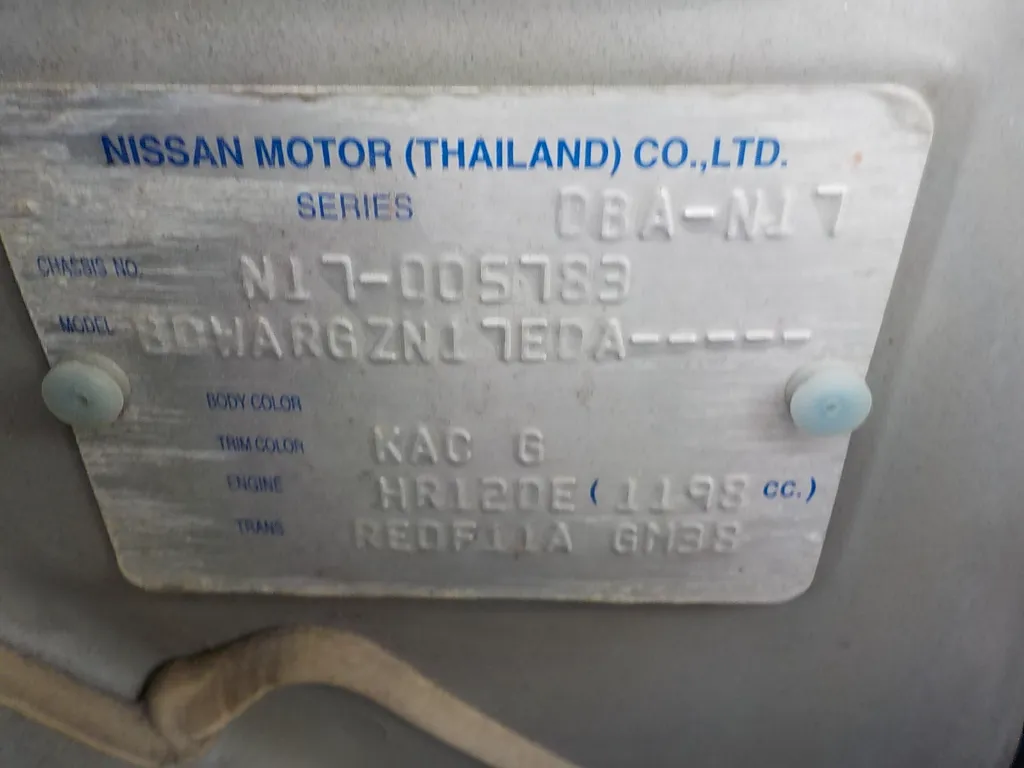 NISSAN MOTOR (THAILAND) CO.,LTD.
SERIES DBA-N17
CHASSIS NO. N17-005783
MODEL BDWARGZN17EDA-----
BODY COLOR
TRIM COLOR KAC G
ENGINE HR12DE (1198 CC.)
TRANS RE0F11A GM38